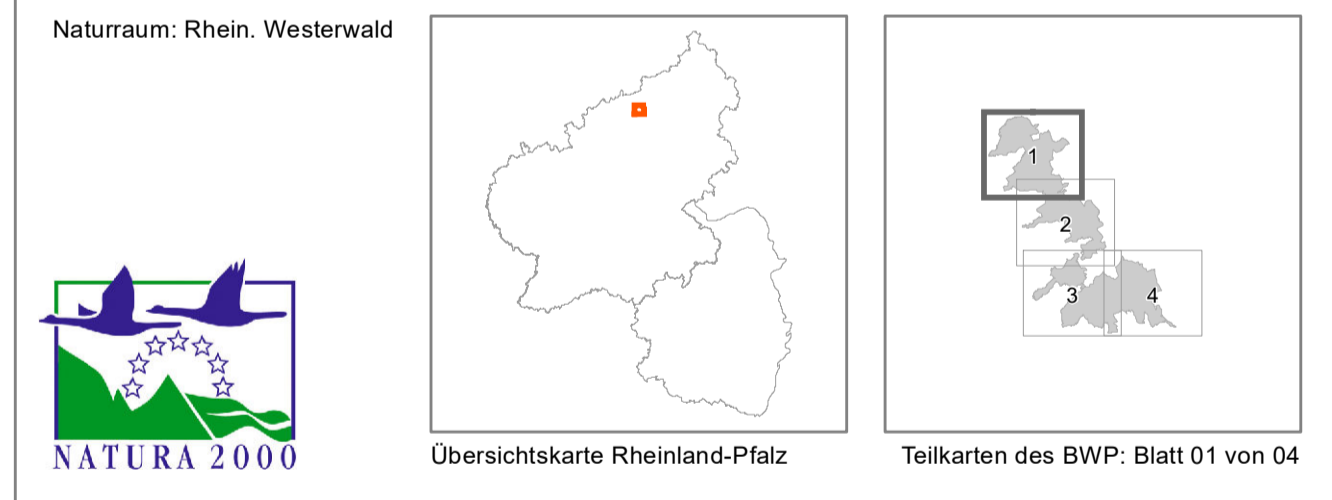 Naturraum: Rhein. Westerwald
1
2
3
4
NATURA 2000
Übersichtskarte Rheinland-Pfalz
Teilkarten des BWP: Blatt 01 von 04